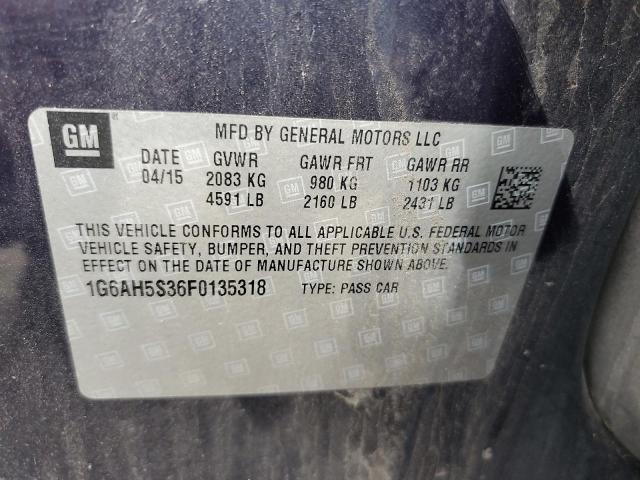 GM
MFD BY GENERAL MOTORS LLC
DATE GVWR GAWR FRT GAWR RR
04/15 2083 KG 980 KG 1103 KG
4591 LB 2160 LB 2431 LB
THIS VEHICLE CONFORMS TO ALL APPLICABLE U.S. FEDERAL MOTOR
VEHICLE SAFETY, BUMPER, AND THEFT PREVENTION STANDARDS IN
EFFECT ON THE DATE OF MANUFACTURE SHOWN ABOVE.
1G6AH5S36F0135318 TYPE: PASS CAR